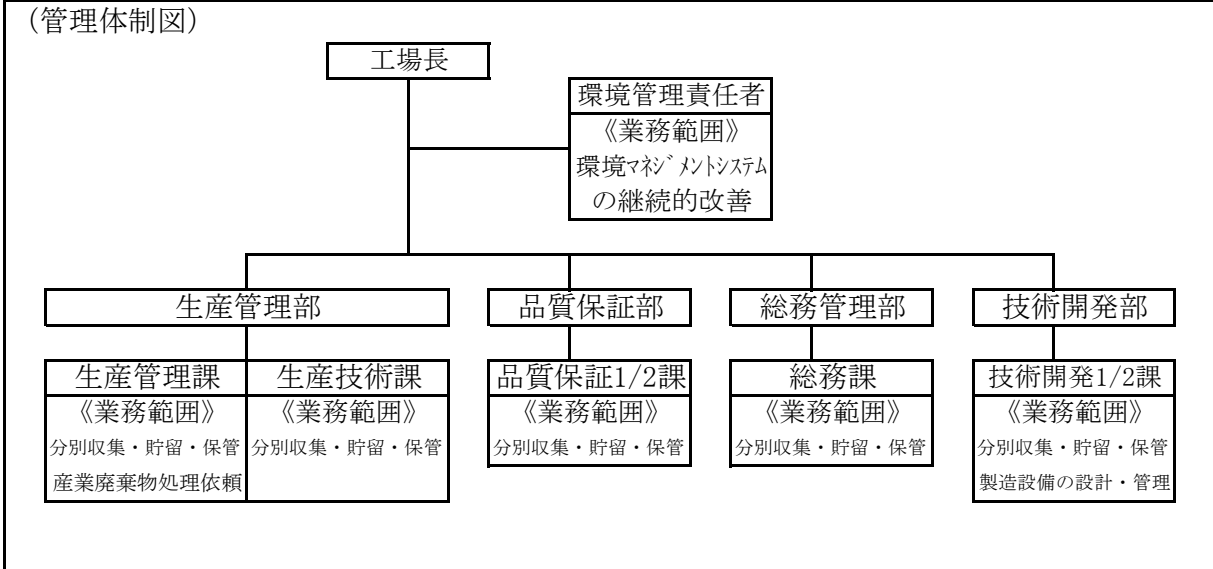 （管理体制図）
工場長
環境管理責任者
《業務範囲》
環境ﾏﾈｼﾞﾒﾝﾄｼｽﾃﾑ
の継続的改善
生産管理部
品質保証部
総務管理部
技術開発部
生産管理課
《業務範囲》
分別収集・貯留・保管
産業廃棄物処理依頼
生産技術課
《業務範囲》
分別収集・貯留・保管
品質保証1/2課
《業務範囲》
分別収集・貯留・保管
総務課
《業務範囲》
分別収集・貯留・保管
技術開発1/2課
《業務範囲》
分別収集・貯留・保管
製造設備の設計・管理